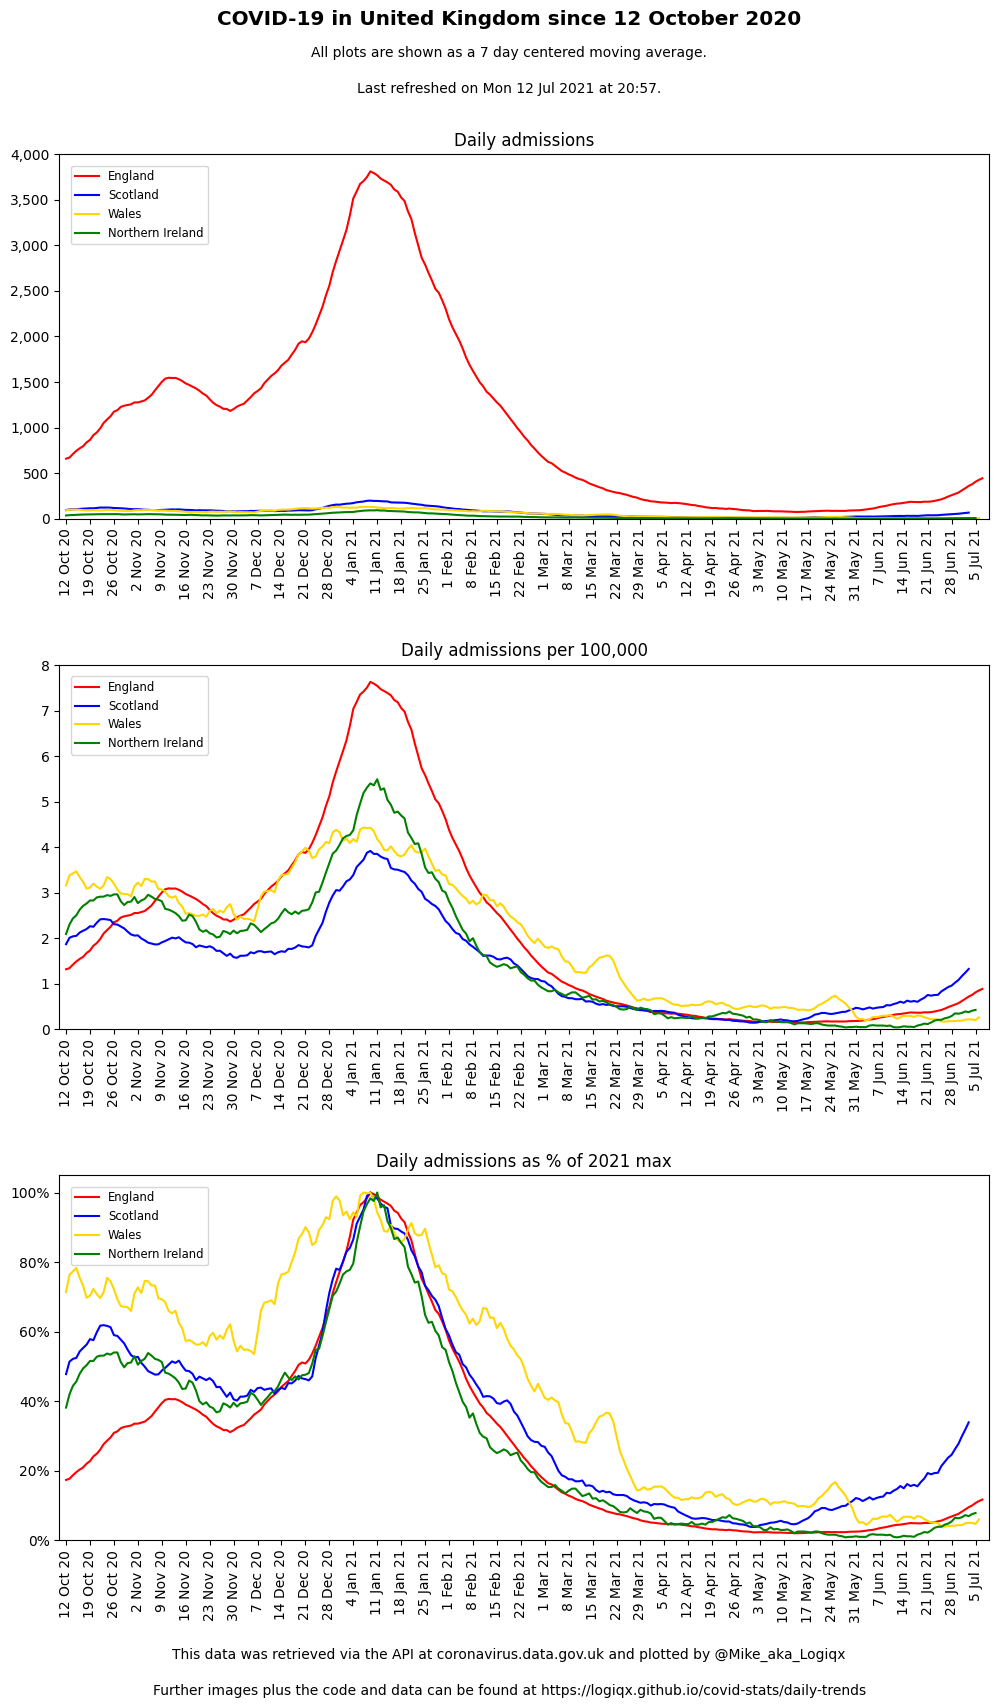 COVID-19 in United Kingdom since 12 October 2020
All plots are shown as a 7 day centered moving average.
Last refreshed on Mon 12 Jul 2021 at 20:57.
Daily admissions
4,000
3,500
3,000
2,500
2,000
1,500
1,000
500
0
England
Scotland
Wales
Northern Ireland
12 Oct 20
19 Oct 20
26 Oct 20
2 Nov 20
9 Nov 20
16 Nov 20
23 Nov 20
30 Nov 20
7 Dec 20
14 Dec 20
21 Dec 20
28 Dec 20
4 Jan 21
11 Jan 21
18 Jan 21
25 Jan 21
1 Feb 21
8 Feb 21
15 Feb 21
22 Feb 21
1 Mar 21
8 Mar 21
15 Mar 21
22 Mar 21
29 Mar 21
5 Apr 21
12 Apr 21
19 Apr 21
26 Apr 21
3 May 21
10 May 21
17 May 21
24 May 21
31 May 21
7 Jun 21
14 Jun 21
21 Jun 21
28 Jun 21
5 Jul 21
Daily admissions per 100,000
8
7
6
5
4
3
2
1
0
England
Scotland
Wales
Northern Ireland
12 Oct 20
19 Oct 20
26 Oct 20
2 Nov 20
9 Nov 20
16 Nov 20
23 Nov 20
30 Nov 20
7 Dec 20
14 Dec 20
21 Dec 20
28 Dec 20
4 Jan 21
11 Jan 21
18 Jan 21
25 Jan 21
1 Feb 21
8 Feb 21
15 Feb 21
22 Feb 21
1 Mar 21
8 Mar 21
15 Mar 21
22 Mar 21
29 Mar 21
5 Apr 21
12 Apr 21
19 Apr 21
26 Apr 21
3 May 21
10 May 21
17 May 21
24 May 21
31 May 21
7 Jun 21
14 Jun 21
21 Jun 21
28 Jun 21
5 Jul 21
Daily admissions as % of 2021 max
100%
80%
60%
40%
20%
0%
England
Scotland
Wales
Northern Ireland
12 Oct 20
19 Oct 20
26 Oct 20
2 Nov 20
9 Nov 20
16 Nov 20
23 Nov 20
30 Nov 20
7 Dec 20
14 Dec 20
21 Dec 20
28 Dec 20
4 Jan 21
11 Jan 21
18 Jan 21
25 Jan 21
1 Feb 21
8 Feb 21
15 Feb 21
22 Feb 21
1 Mar 21
8 Mar 21
15 Mar 21
22 Mar 21
29 Mar 21
5 Apr 21
12 Apr 21
19 Apr 21
26 Apr 21
3 May 21
10 May 21
17 May 21
24 May 21
31 May 21
7 Jun 21
14 Jun 21
21 Jun 21
28 Jun 21
5 Jul 21
This data was retrieved via the API at coronavirus.data.gov.uk and plotted by @Mike_aka_Logiqx
Further images plus the code and data can be found at https://logiqx.github.io/covid-stats/daily-trends